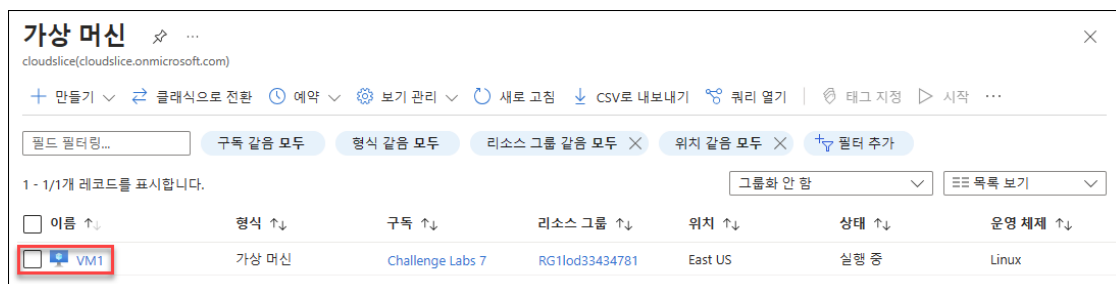 가상 머신
cloudslice(cloudslice.onmicrosoft.com)
만들기 클래식으로 전환 예약 보기 관리 새로 고침 CSV로 내보내기 쿼리 열기 태그 지정 시작
필드 필터링... 구독 같음 모두 형식 같음 모두 리소스 그룹 같음 모두 위치 같음 모두 필터 추가
1 - 1/1개 레코드를 표시합니다. 그룹화 안 함 목록 보기
이름 형식 구독 리소스 그룹 위치 상태 운영 체제
VM1 가상 머신 Challenge Labs 7 RG1lod33434781 East US 실행 중 Linux